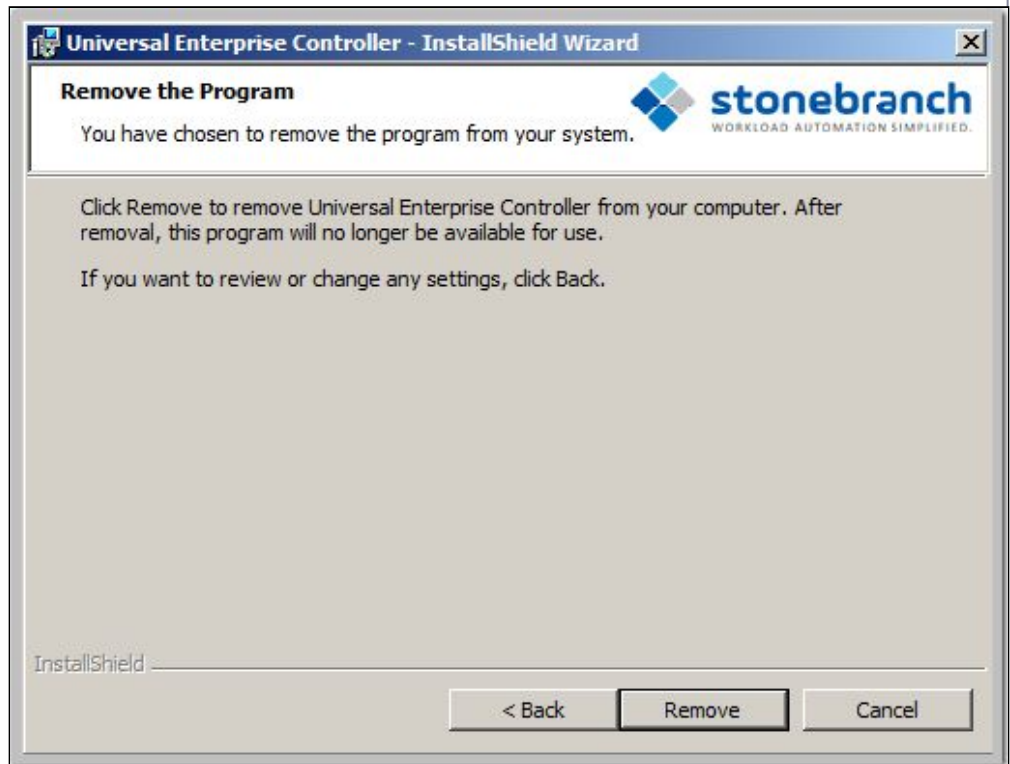 Universal Enterprise Controller - InstallShield Wizard
Remove the Program
You have chosen to remove the program from your system.
stonebranch
WORKLOAD AUTOMATION SIMPLIFIED.
Click Remove to remove Universal Enterprise Controller from your computer. After
removal, this program will no longer be available for use.
If you want to review or change any settings, click Back.
InstallShield
< Back
Remove
Cancel